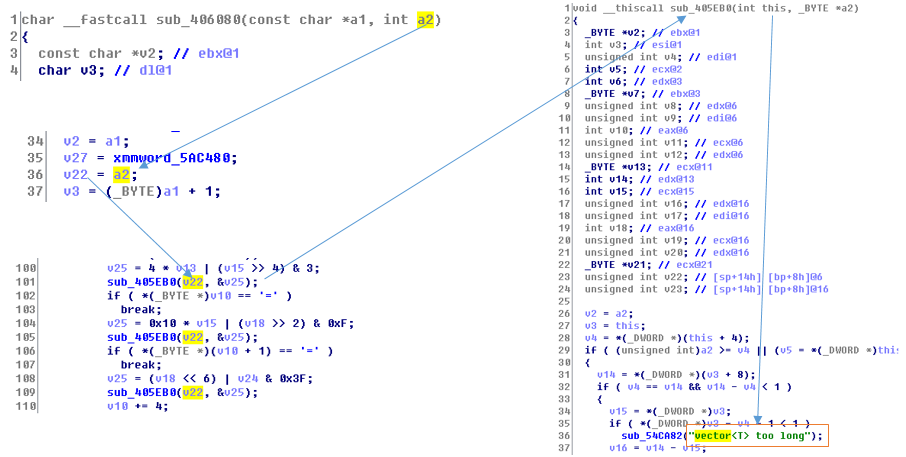 1 char __fastcall sub_406080(const char *a1, int a2)
2 {
3 const char *v2; // ebx@1
4 char v3; // dl@1
34 v2 = a1;
35 v27 = xmmword_5AC480;
36 v22 = a2;
37 v3 = (_BYTE)a1 + 1;
100 v25 = 4 * v13 | (v15 >> 4) & 3;
101 sub_405EB0(v22, &v25);
102 if ( *(_BYTE *)v10 == '=' )
103 break;
104 v25 = 0x10 * v15 | (v18 >> 2) & 0xF;
105 sub_405EB0(v22, &v25);
106 if ( *(_BYTE *)(v10 + 1) == '=' )
107 break;
108 v25 = (v18 << 6) | v24 & 0x3F;
109 sub_405EB0(v22, &v25);
110 v10 += 4;
1 void __thiscall sub_405EB0(int this, _BYTE *a2)
2 {
3 _BYTE *v2; // ebx@1
4 int v3; // esi@1
5 unsigned int v4; // edi@1
6 int v5; // ecx@2
7 int v6; // edx@3
8 _BYTE *v7; // ebx@3
9 unsigned int v8; // edx@6
10 unsigned int v9; // edi@6
11 int v10; // eax@6
12 unsigned int v11; // ecx@6
13 unsigned int v12; // edx@6
14 _BYTE *v13; // ecx@11
15 int v14; // edx@13
16 int v15; // ecx@15
17 unsigned int v16; // edx@16
18 unsigned int v17; // edi@16
19 int v18; // eax@16
20 unsigned int v19; // ecx@16
21 unsigned int v20; // edx@16
22 _BYTE *v21; // ecx@21
23 unsigned int v22; // [sp+14h] [bp+8h]@6
24 unsigned int v23; // [sp+14h] [bp+8h]@16
26 v2 = a2;
27 v3 = this;
28 v4 = *(_DWORD *)(this + 4);
29 if ( (unsigned int)a2 >= v4 || (v5 = *(_DWORD *)this
30 {
31 v14 = *(_DWORD *)(v3 + 8);
32 if ( v4 == v14 && v14 - v4 < 1 )
33 {
34 v15 = *(_DWORD *)v3;
35 if ( *(_DWORD *)v3 - v4 - 1 < 1 )
36 sub_54CA82("vector<T> too long");
37 v16 = v14 - v15;